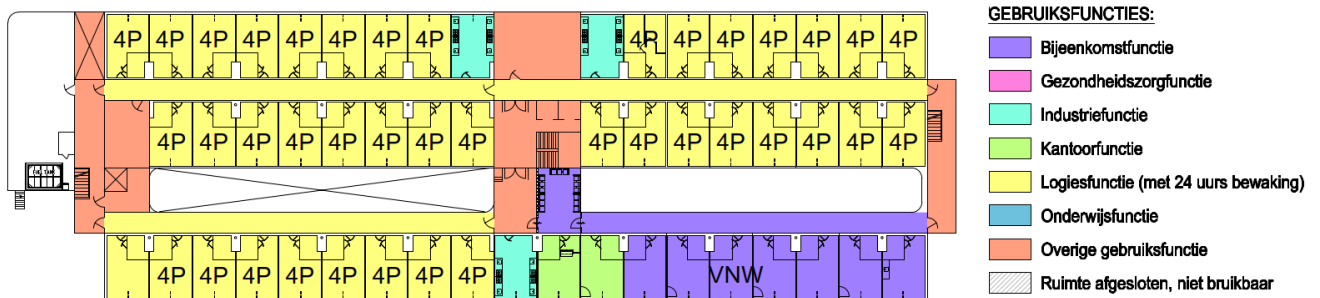 4P 4P 4P 4P 4P 4P 4P 4P 4P 4P 4P 4P 4P 4P 4P
4P 4P 4P 4P 4P 4P 4P 4P 4P 4P 4P 4P 4P 4P 4P 4P
4P 4P 4P 4P 4P 4P 4P 4P VNW
GEBRUIKSFUNCTIES:
Bijeenkomstfunctie
Gezondheidszorgfunctie
Industriefunctie
Kantoorfunctie
Logiesfunctie (met 24 uurs bewaking)
Onderwijsfunctie
Overige gebruiksfunctie
Ruimte afgesloten, niet bruikbaar